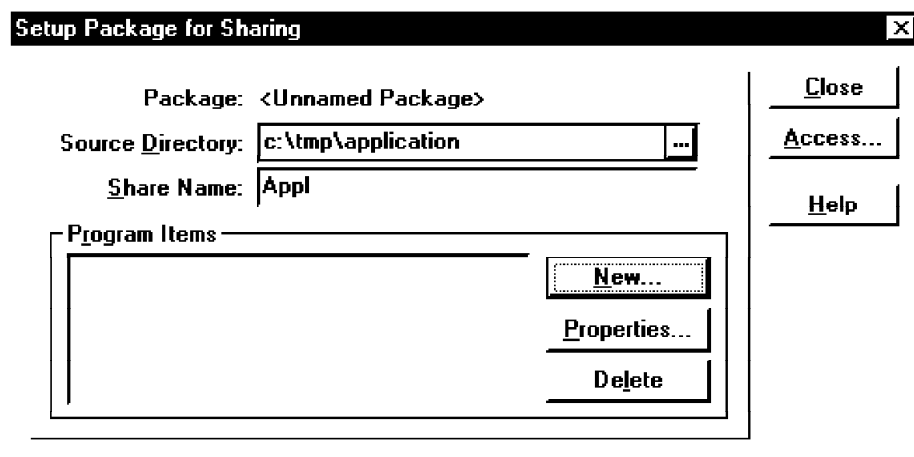 Setup Package for Sharing
Package: <Unnamed Package>
Source Directory: c:\tmp\application ...
Share Name: Appl
Program Items
New...
Properties...
Delete
Close
Access...
Help